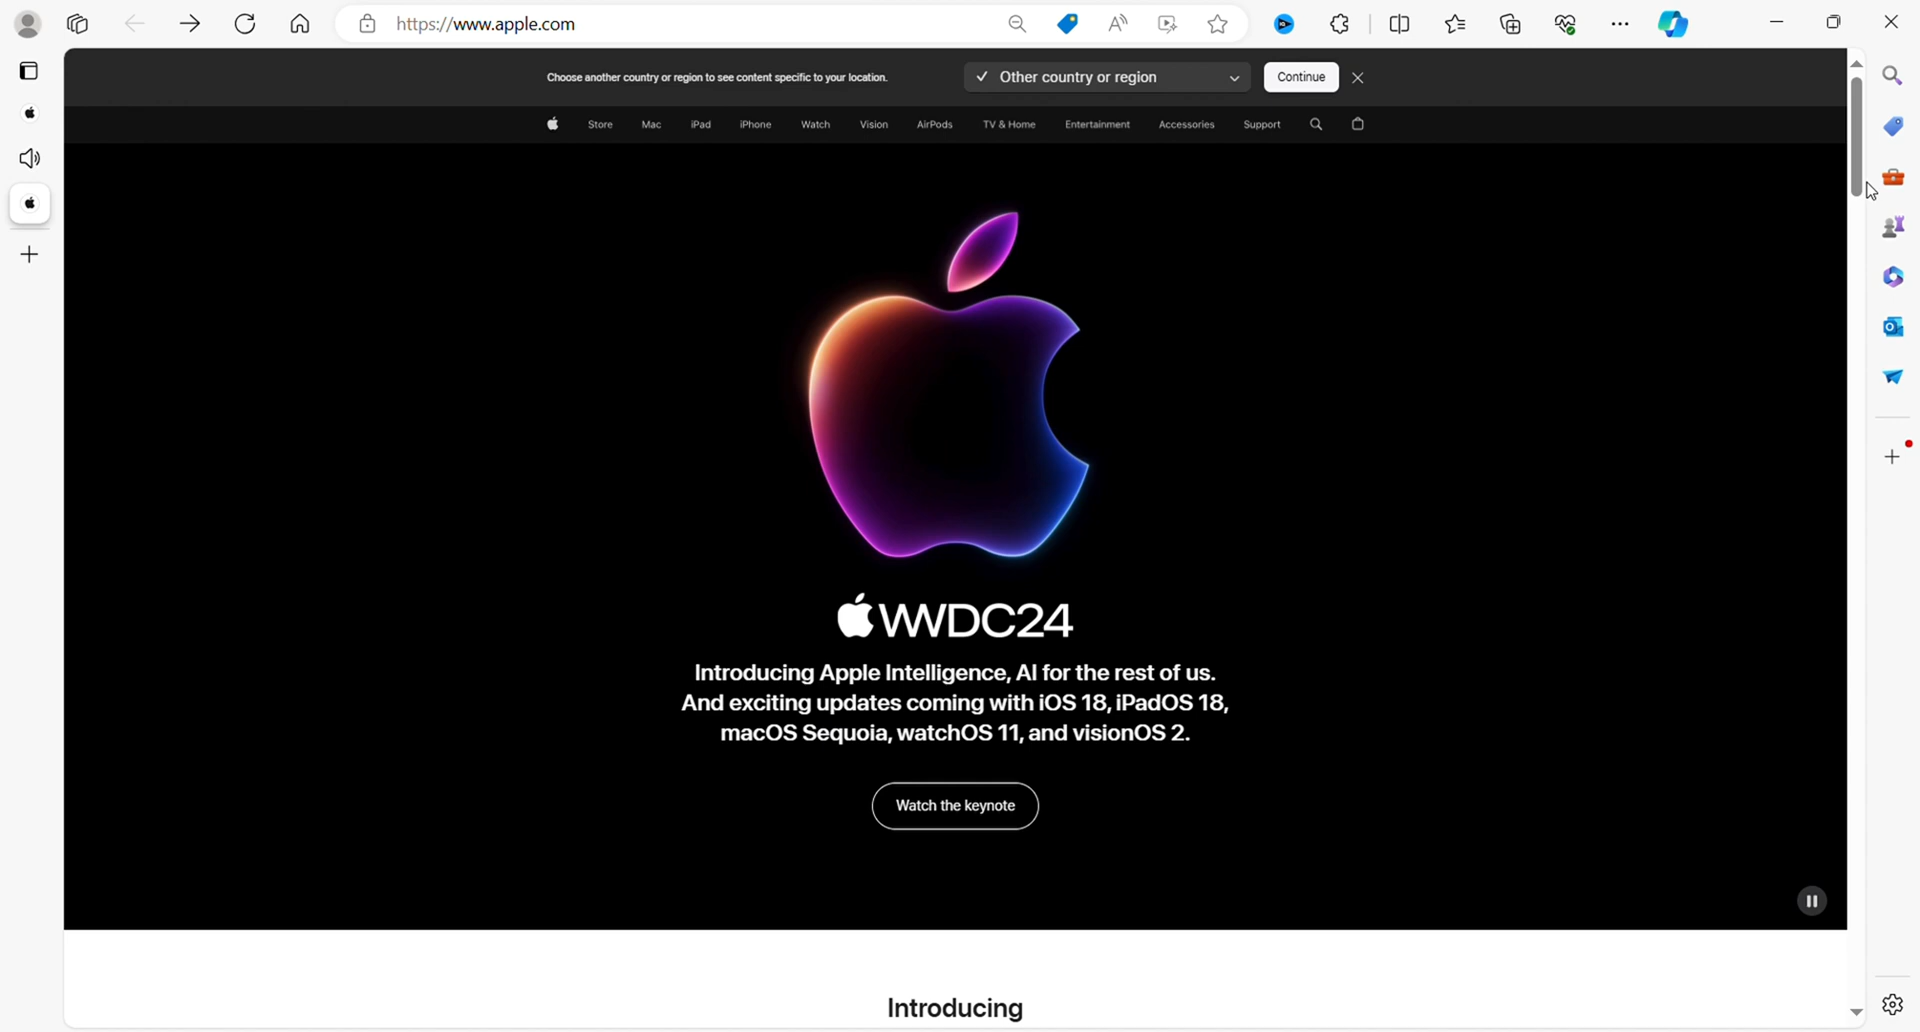 https://www.apple.com
Choose another country or region to see content specific to your location.
Other country or region
Continue
Store Mac iPad iPhone Watch Vision AirPods TV & Home Entertainment Accessories Support
WWDC24
Introducing Apple Intelligence, AI for the rest of us.
And exciting updates coming with iOS 18, iPadOS 18,
macOS Sequoia, watchOS 11, and visionOS 2.
Watch the keynote
Introducing